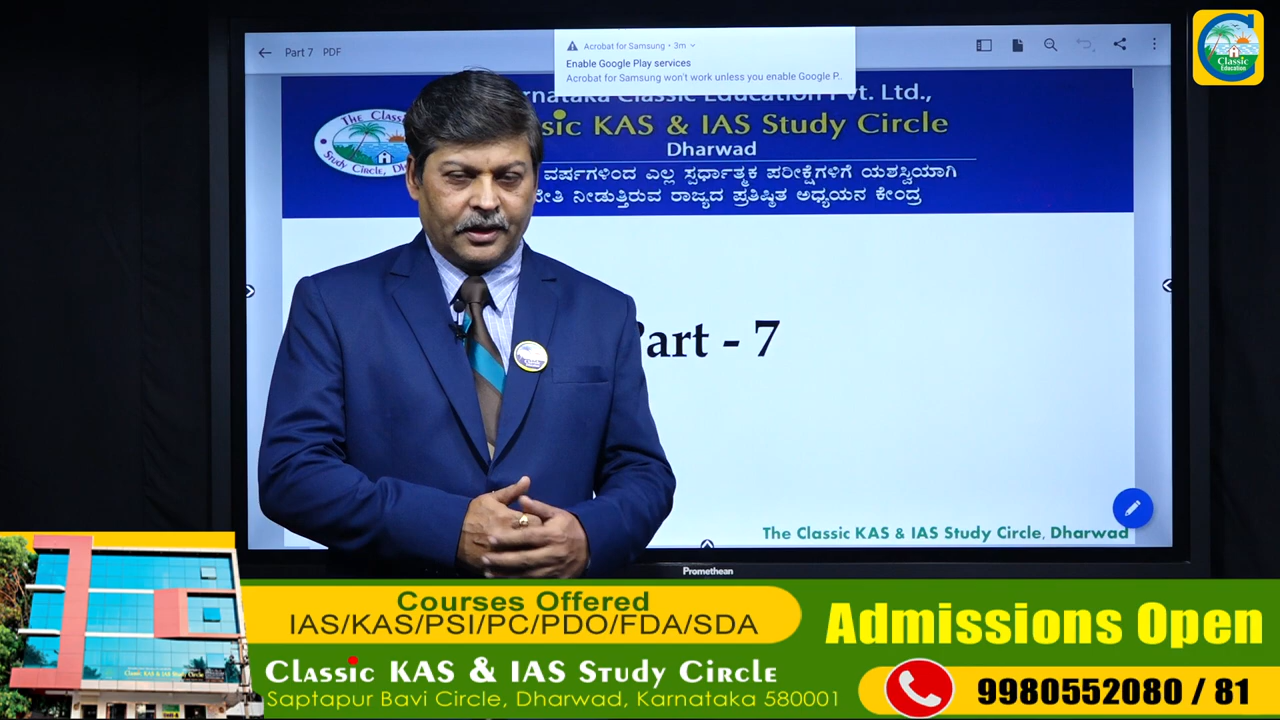 Part 7 PDF
Acrobat for Samsung • 3m
Enable Google Play services
Acrobat for Samsung won't work unless you enable Google P..
Classic
Education
Classic Education Pvt. Ltd.,
KAS & IAS Study Circle
Dharwad
ವರ್ಷಗಳಿಂದ ಎಲ್ಲ ಸ್ಪರ್ಧಾತ್ಮಕ ಪರೀಕ್ಷೆಗಳಿಗೆ ಯಶಸ್ವಿಯಾಗಿ
ನೀಡುತ್ತಿರುವ ರಾಜ್ಯದ ಪ್ರತಿಷ್ಠಿತ ಅಧ್ಯಯನ ಕೇಂದ್ರ
Part - 7
The Classic KAS & IAS Study Circle, Dharwad
Promethean
Courses Offered
IAS/KAS/PSI/PC/PDO/FDA/SDA
Admissions Open
Classic KAS & IAS Study Circle
Saptapur Bavi Circle, Dharwad, Karnataka 580001
9980552080 / 81